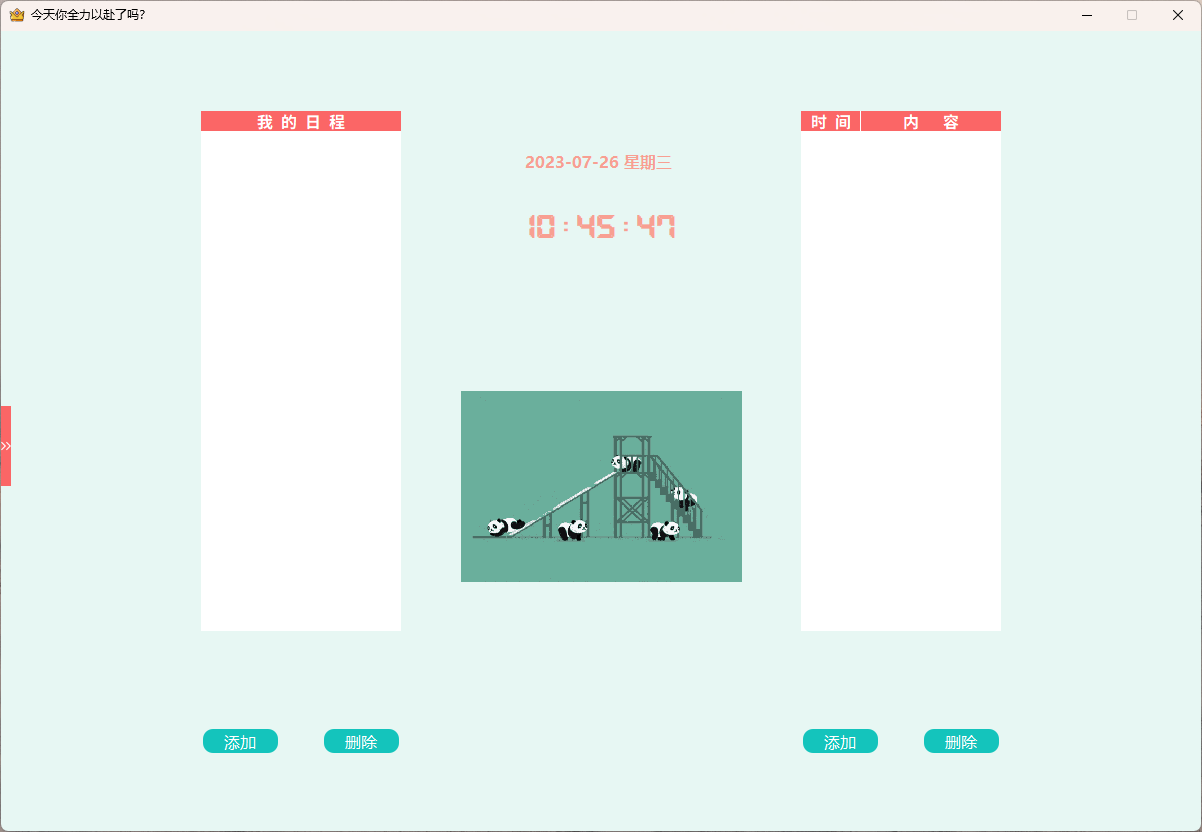 今天你全力以赴了吗?
我 的 日 程
时 间 内 容
2023-07-26 星期三
10:45:47
»
添加 删除 添加 删除